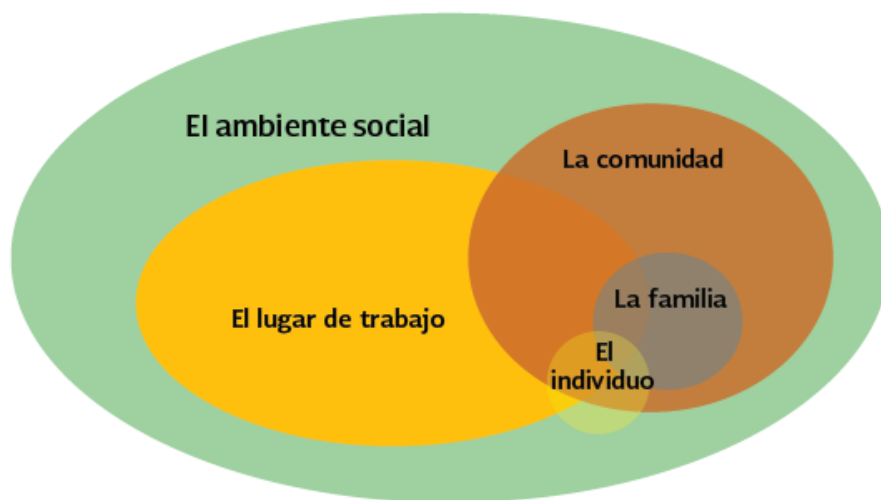 El ambiente social
La comunidad
La familia
El lugar de trabajo
El
individuo